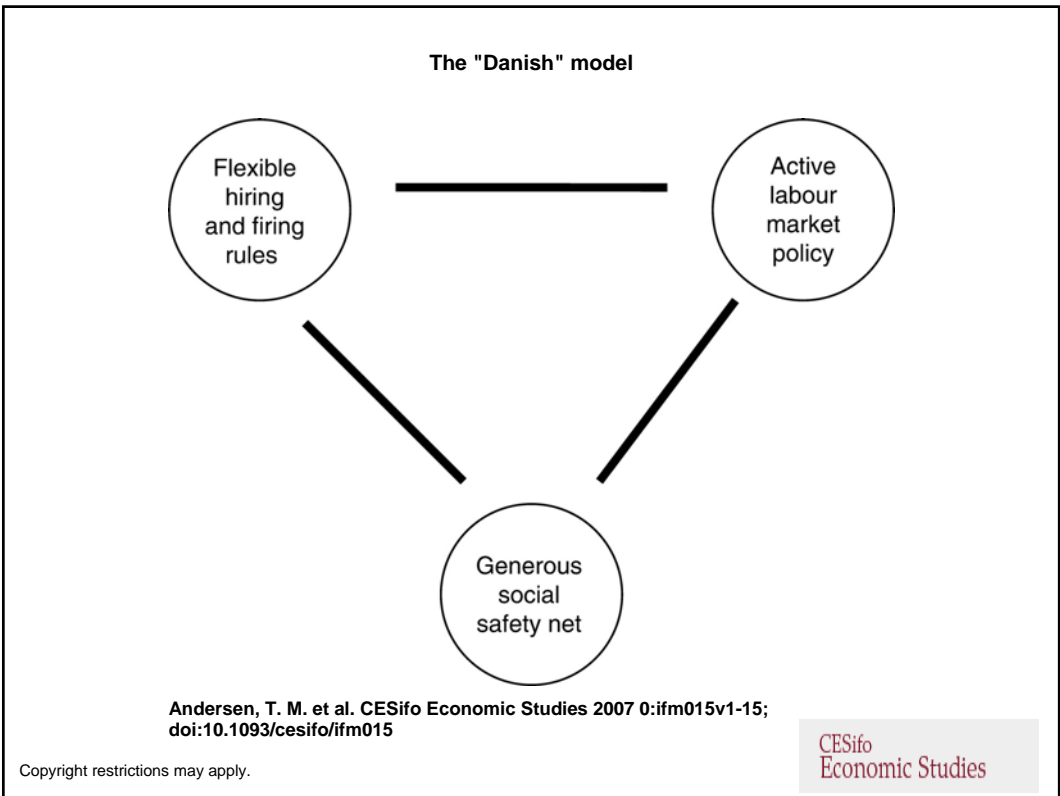 The "Danish" model
Flexible
hiring
and firing
rules
Active
labour
market
policy
Generous
social
safety net
Andersen, T. M. et al. CESifo Economic Studies 2007 0:ifm015v1-15;
doi:10.1093/cesifo/ifm015
Copyright restrictions may apply.
CESifo
Economic Studies